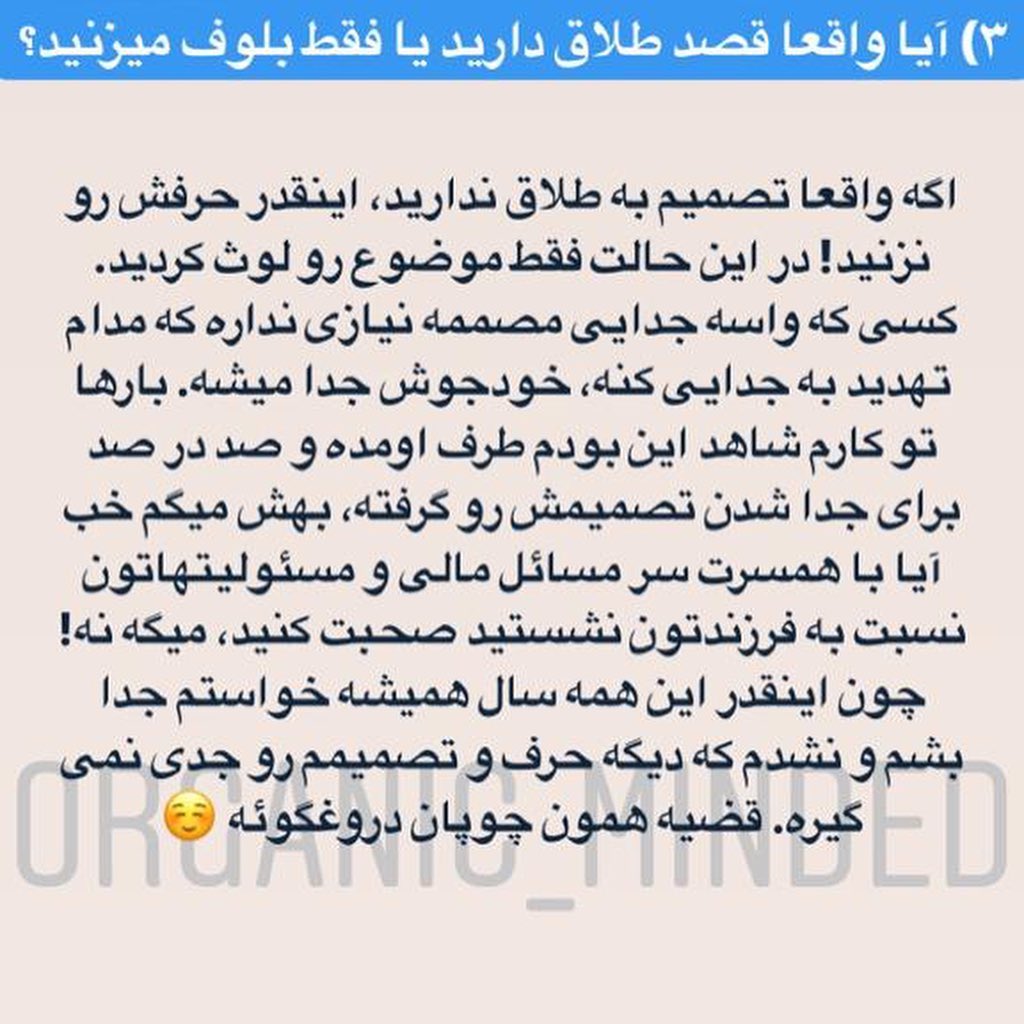 ۳) آیا واقعا قصد طلاق دارید یا فقط بلوف میزنید؟
اگه واقعا تصمیم به طلاق ندارید، اینقدر حرفش رو
نزنید! در این حالت فقط موضوع رو لوث کردید.
کسی که واسه جدایی مصممه نیازی نداره که مدام
تهدید به جدایی کنه، خودجوش جدا میشه. بارها
تو کارم شاهد این بودم طرف اومده و صد در صد
برای جدا شدن تصمیمش رو گرفته، بهش میگم خب
آیا با همسرت سر مسائل مالی و مسئولیتهاتون
نسبت به فرزندتون نشستید صحبت کنید، میگه نه!
چون اینقدر این همه سال همیشه خواستم جدا
بشم و نشدم که دیگه حرف و تصمیمم رو جدی نمی
گیره. قضیه همون چوپان دروغگوئه ☺️
ORGANIC_MINDED